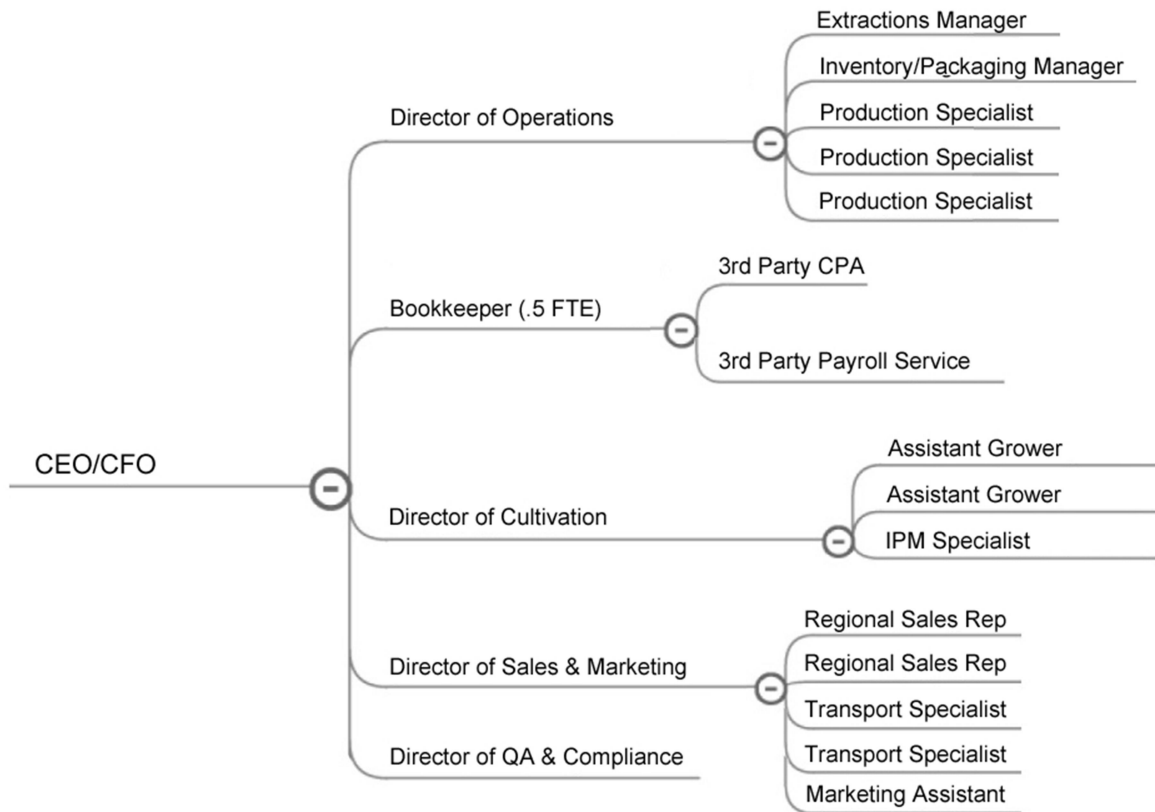 Extractions Manager
Inventory/Packaging Manager
Director of Operations
Production Specialist
Production Specialist
Production Specialist
3rd Party CPA
Bookkeeper (.5 FTE)
3rd Party Payroll Service
CEO/CFO
Assistant Grower
Assistant Grower
Director of Cultivation
IPM Specialist
Regional Sales Rep
Director of Sales & Marketing
Regional Sales Rep
Transport Specialist
Director of QA & Compliance
Transport Specialist
Marketing Assistant